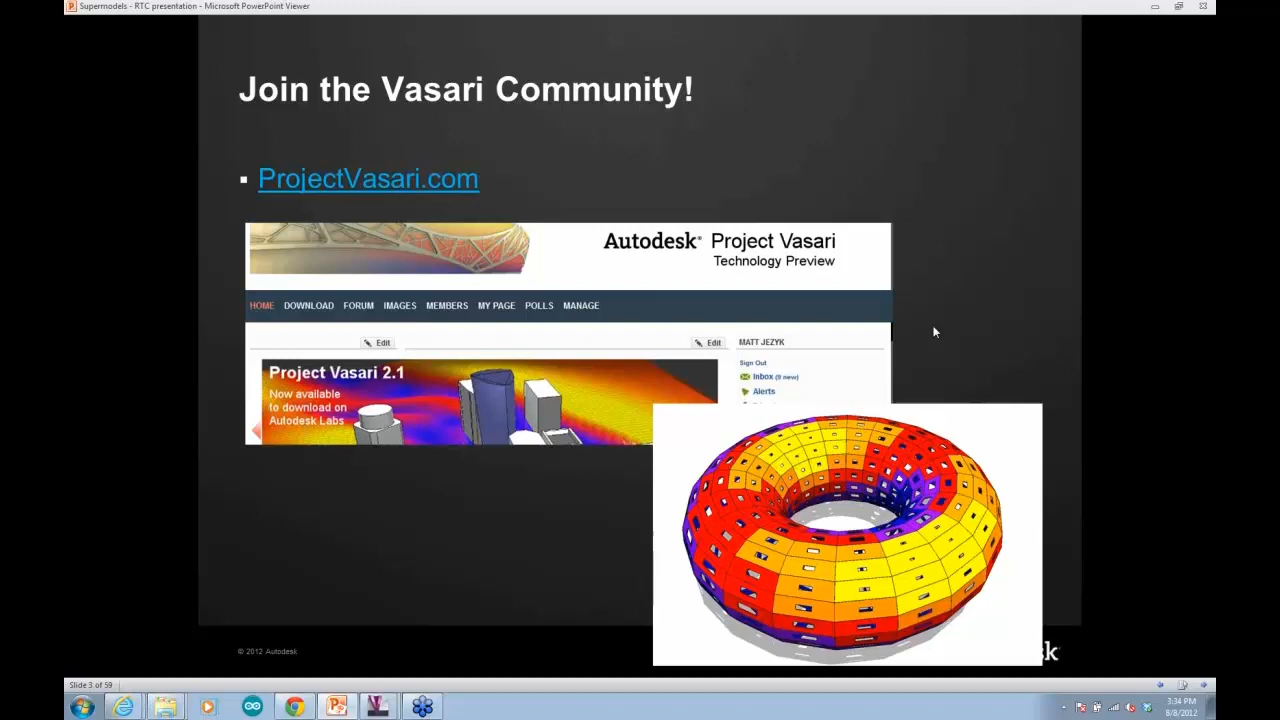 Supermodels - RTC presentation - Microsoft PowerPoint Viewer
Join the Vasari Community!
ProjectVasari.com
Autodesk® Project Vasari
Technology Preview
HOME DOWNLOAD FORUM IMAGES MEMBERS MY PAGE POLLS MANAGE
Edit Edit MATT JEZYK
Sign Out
Inbox (9 new)
Alerts
Project Vasari 2.1
Now available
to download on
Autodesk Labs
© 2012 Autodesk
Slide 3 of 59
3:34 PM
8/8/2012